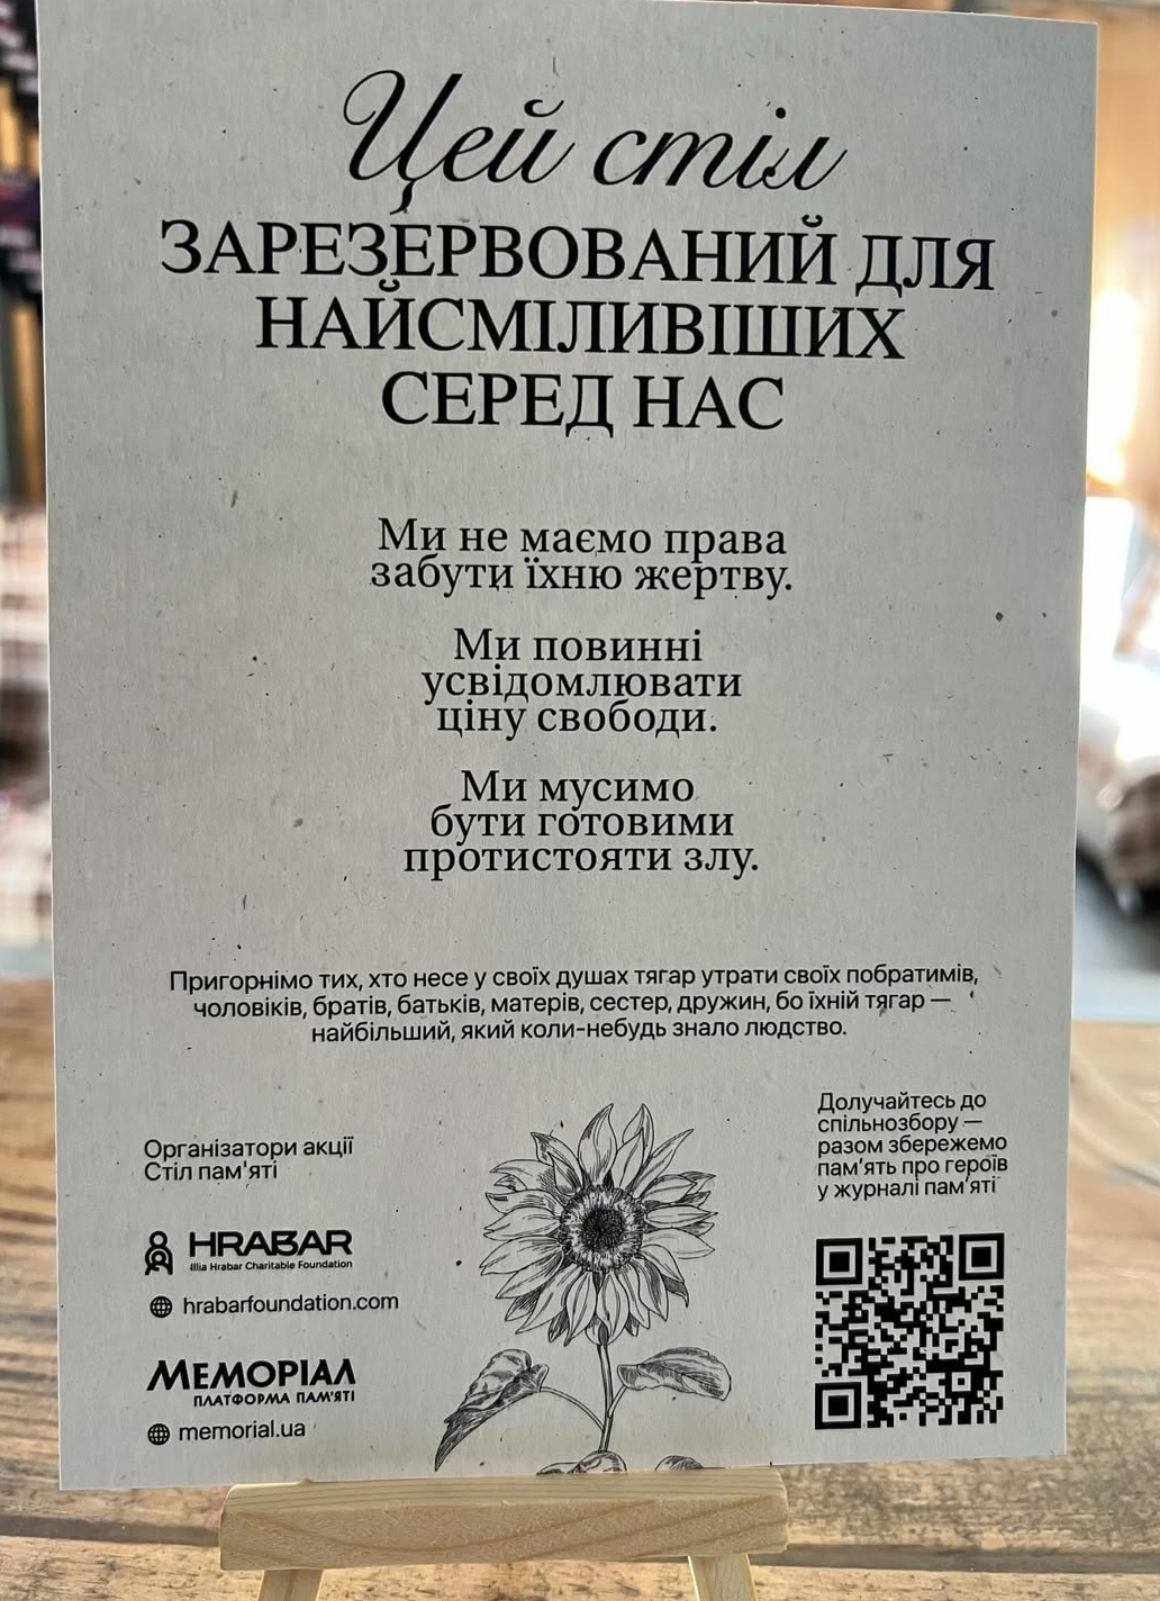 Цей стіл
ЗАРЕЗЕРВОВАНИЙ ДЛЯ
НАЙСМІЛИВІШИХ
СЕРЕД НАС
Ми не маємо права
забути їхню жертву.
Ми повинні
усвідомлювати
ціну свободи.
Ми мусимо
бути готовими
протистояти злу.
Пригорнімо тих, хто несе у своїх душах тягар утрати своїх побратимів,
чоловіків, братів, батьків, матерів, сестер, дружин, бо їхній тягар —
найбільший, який коли-небудь знало людство.
Організатори акції
Стіл пам'яті
HRABAR
Illia Hrabar Charitable Foundation
hrabarfoundation.com
МЕМОРІАЛ
ПЛАТФОРМА ПАМ'ЯТІ
memorial.ua
Долучайтесь до
спільнозбору —
разом збережемо
пам'ять про героїв
у журналі пам'яті